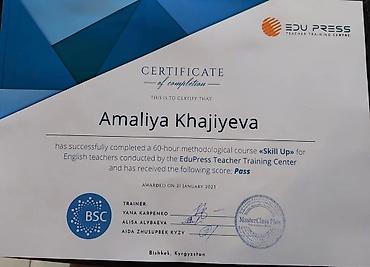 EDU PRESS
TEACHER TRAINING CENTRE
CERTIFICATE
of completion
THIS IS TO CERTIFY THAT
Amaliya Khajiyeva
has successfully completed a 60-hour methodological course «Skill Up» for
English teachers conducted by the EduPress Teacher Training Center
and has received the following score: Pass
AWARDED ON 21 JANUARY 2023
TRAINER:
YANA KARPENKO
ALISA ALYBAEVA
AIDA ZHUSUPBEK KYZY
BSC
MasterClass Plus
Bishkek, Kyrgyzstan